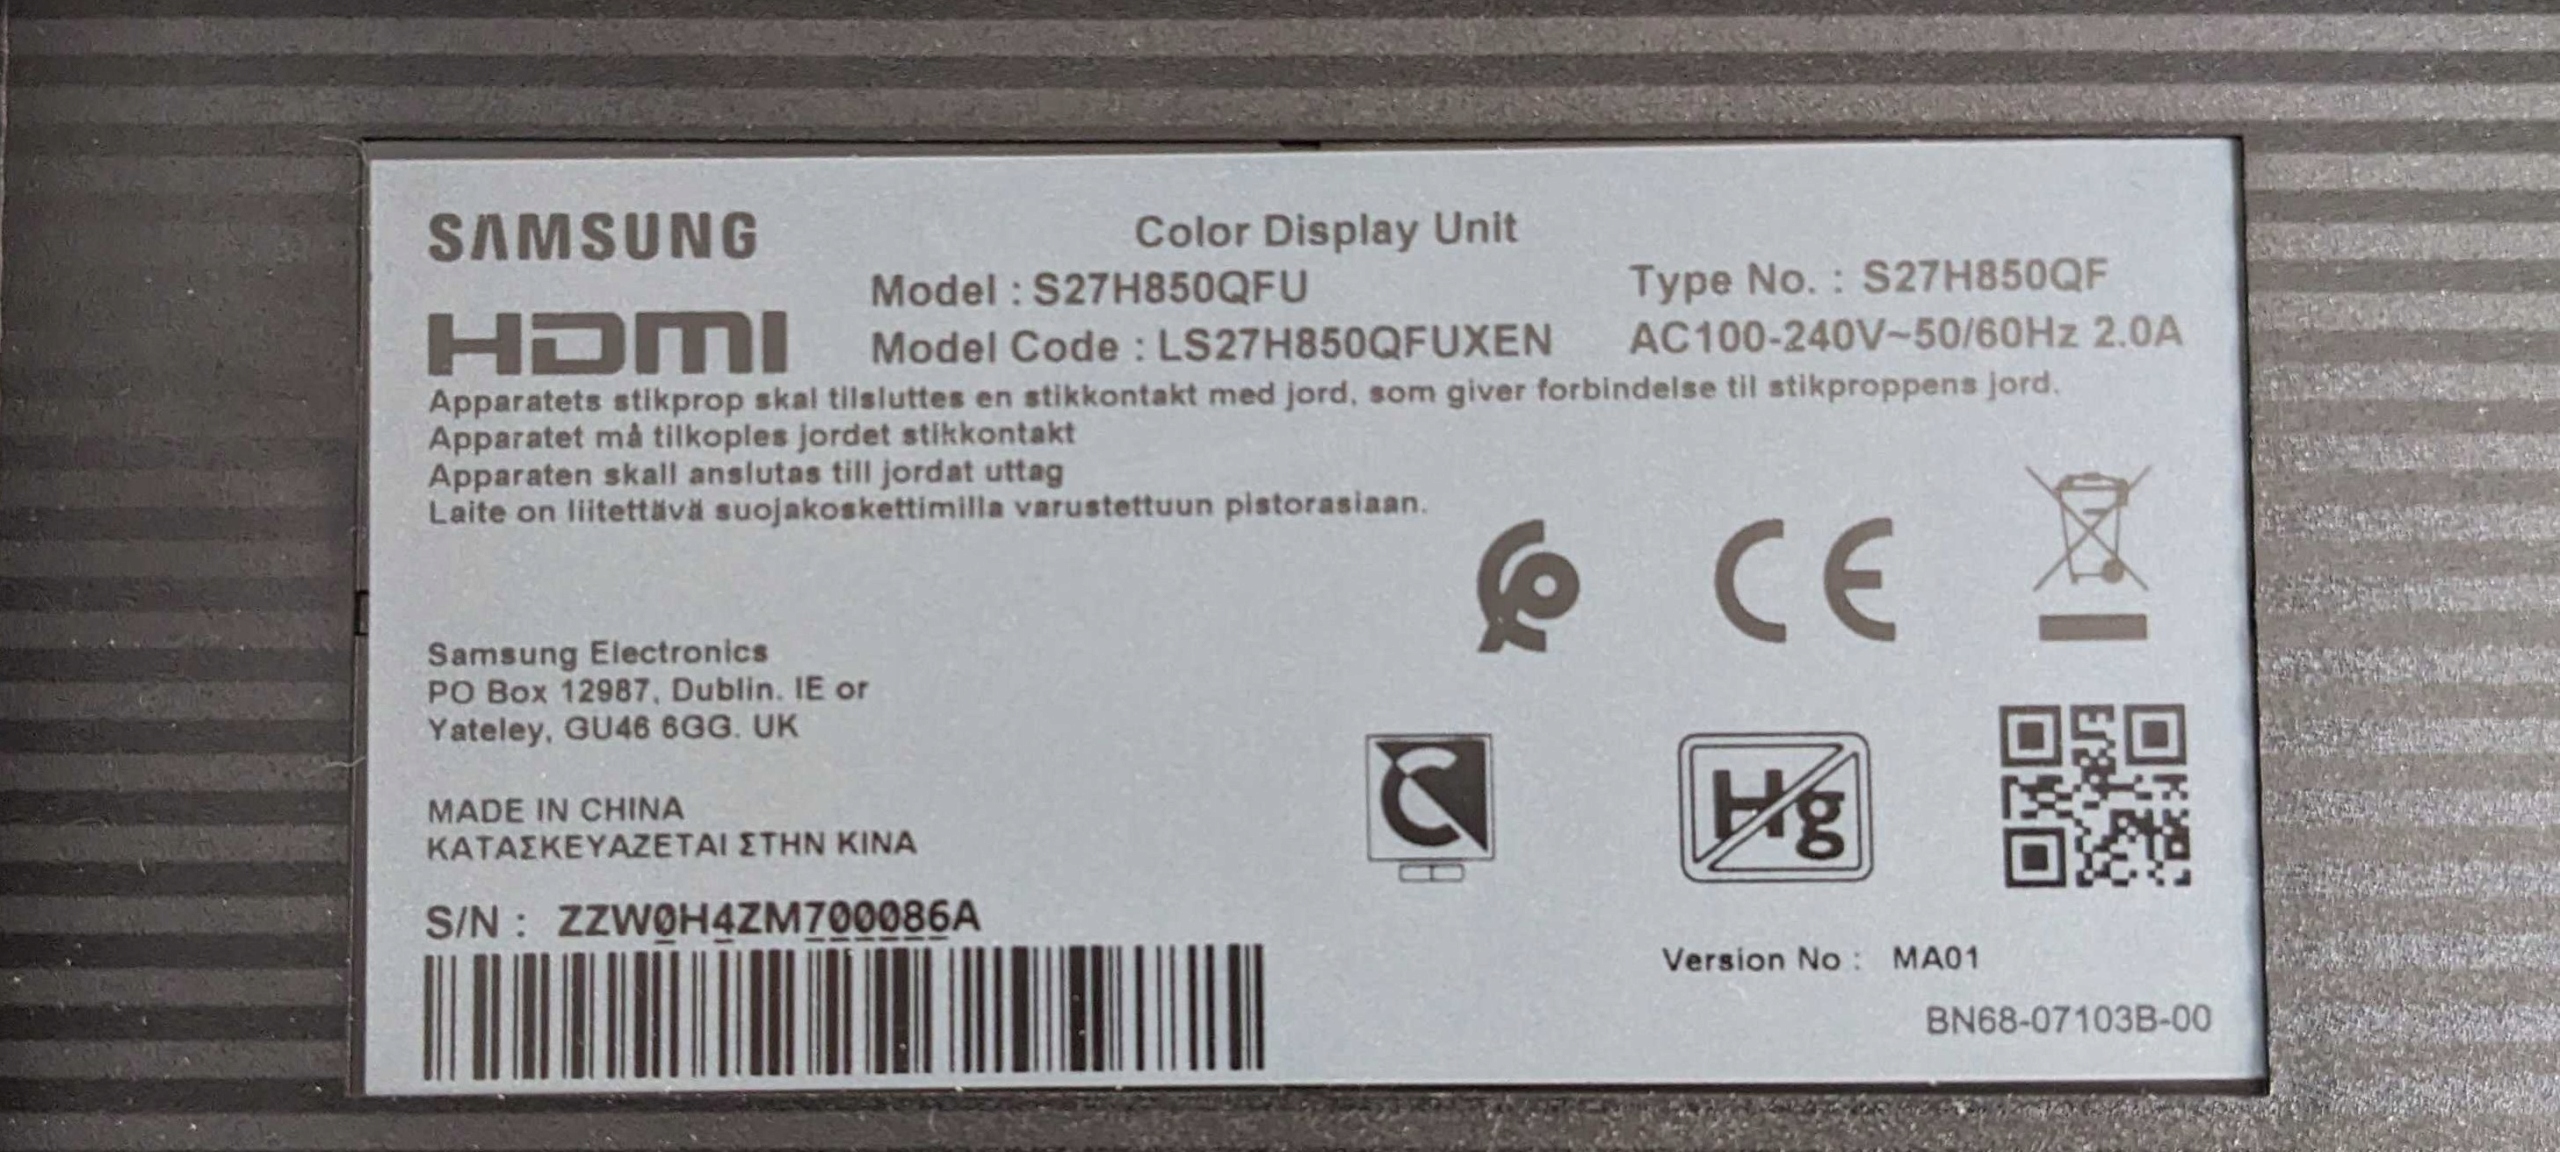 SAMSUNG
Color Display Unit
HDMI
Model : S27H850QFU
Type No. : S27H850QF
Model Code : LS27H850QFUXEN
AC100-240V~50/60Hz 2.0A
Apparatets stikprop skal tilsluttes en stikkontakt med jord, som giver forbindelse til stikproppens jord.
Apparatet må tilkoples jordet stikkontakt
Apparaten skall anslutas till jordat uttag
Laite on liitettävä suojakoskettimilla varustettuun pistorasiaan.
CE
Samsung Electronics
PO Box 12987, Dublin. IE or
Yateley, GU46 6GG. UK
Hg
MADE IN CHINA
ΚΑΤΑΣΚΕΥΑΖΕΤΑΙ ΣΤΗΝ ΚΙΝΑ
S/N : ZZW0H4ZM700086A
Version No : MA01
BN68-07103B-00